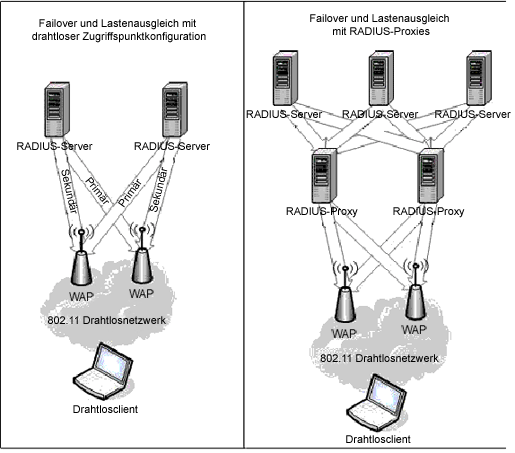 Failover und Lastenausgleich mit
drahtloser Zugriffspunktkonfiguration
RADIUS-Server
RADIUS-Server
Sekundär
Primär
Primär
Sekundär
WAP
WAP
802.11 Drahtlosnetzwerk
Drahtlosclient
Failover und Lastenausgleich
mit RADIUS-Proxies
RADIUS-Server
RADIUS-Server
RADIUS-Server
RADIUS-Proxy
RADIUS-Proxy
WAP
WAP
802.11 Drahtlosnetzwerk
Drahtlosclient